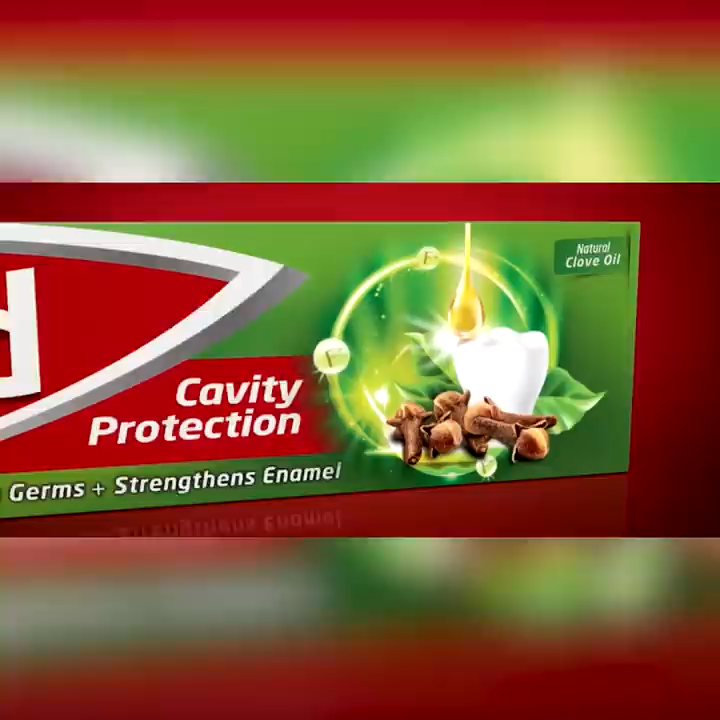 Natural
Clove Oil
d
Cavity
Protection
Germs + Strengthens Enamel